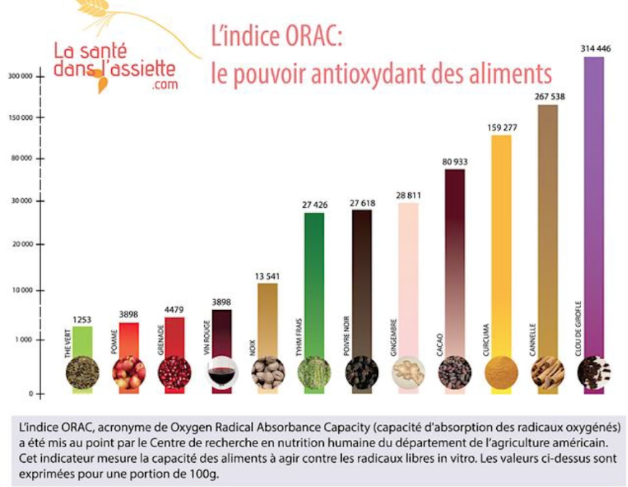 La santé
dans l'assiette
.com
L'indice ORAC:
le pouvoir antioxydant des aliments
300 000
150 000
80 000
30 000
20 000
10 000
1 000
0
1253
3898
4479
3898
13 541
27 426
27 618
28 811
80 933
159 277
267 538
314 446
THE VERT
POMME
GRENADE
VIN ROUGE
NOIX
TYHM FRAIS
POIVRE NOIR
GINGEMBRE
CACAO
CURCUMA
CANNELLE
CLOU DE GIROFLE
L'indice ORAC, acronyme de Oxygen Radical Absorbance Capacity (capacité d'absorption des radicaux oxygénés)
a été mis au point par le Centre de recherche en nutrition humaine du département de l'agriculture américain.
Cet indicateur mesure la capacité des aliments à agir contre les radicaux libres in vitro. Les valeurs ci-dessus sont
exprimées pour une portion de 100g.